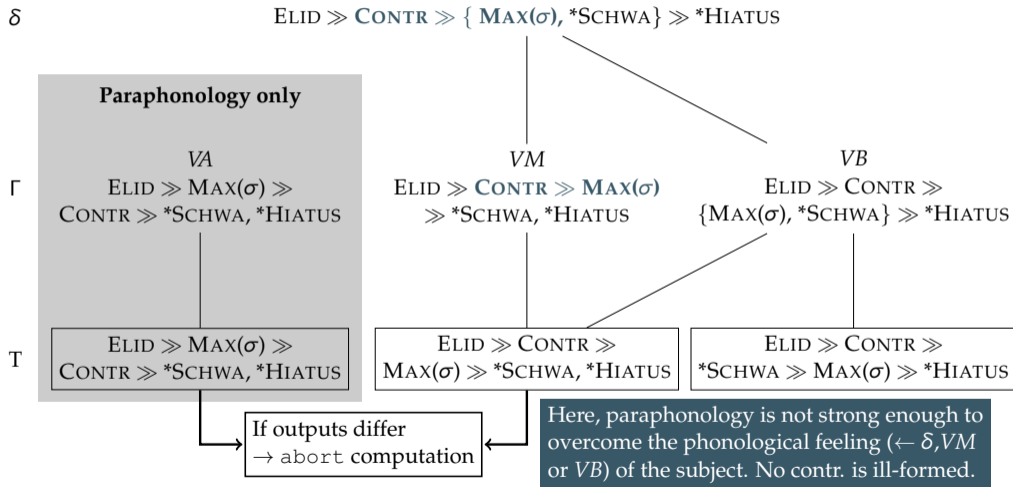 δ
ELID ≫ CONTR ≫ { MAX(σ), *SCHWA} ≫ *HIATUS
Paraphonology only
Γ
VA
ELID ≫ MAX(σ) ≫
CONTR ≫ *SCHWA, *HIATUS
VM
ELID ≫ CONTR ≫ MAX(σ)
≫ *SCHWA, *HIATUS
VB
ELID ≫ CONTR ≫
{MAX(σ), *SCHWA} ≫ *HIATUS
T
ELID ≫ MAX(σ) ≫
CONTR ≫ *SCHWA, *HIATUS
ELID ≫ CONTR ≫
MAX(σ) ≫ *SCHWA, *HIATUS
ELID ≫ CONTR ≫
*SCHWA ≫ MAX(σ) ≫ *HIATUS
If outputs differ
→ abort computation
Here, paraphonology is not strong enough to
overcome the phonological feeling (← δ,VM
or VB) of the subject. No contr. is ill-formed.